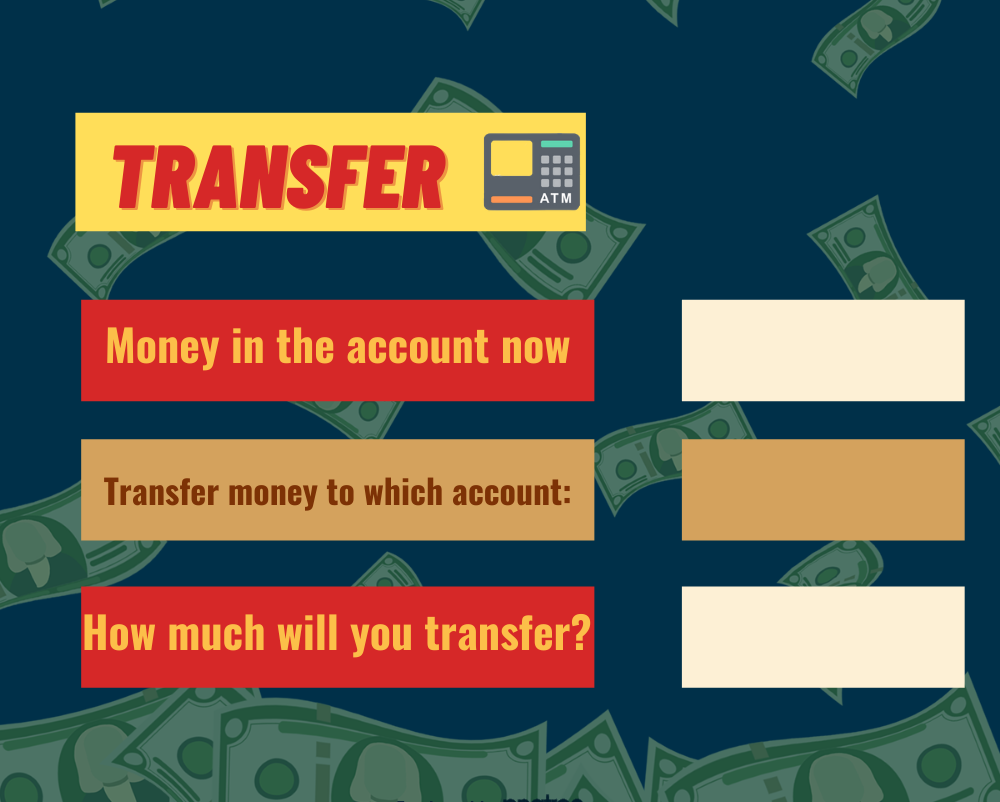 TRANSFER
ATM
Money in the account now
Transfer money to which account:
How much will you transfer?